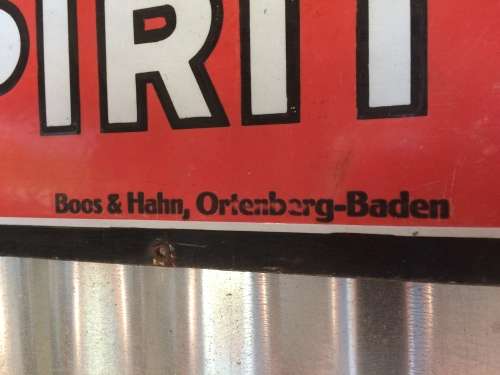 PIRIT
Boos & Hahn, Ortenberg-Baden